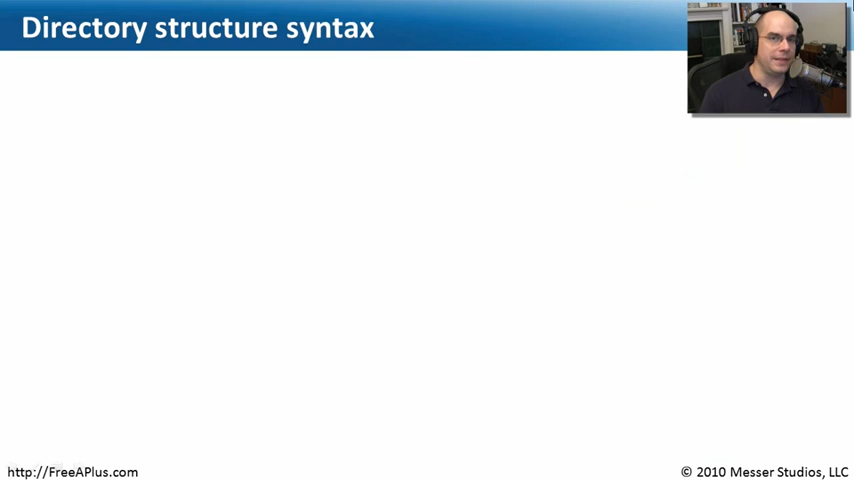 Directory structure syntax
http://FreeAPlus.com
© 2010 Messer Studios, LLC